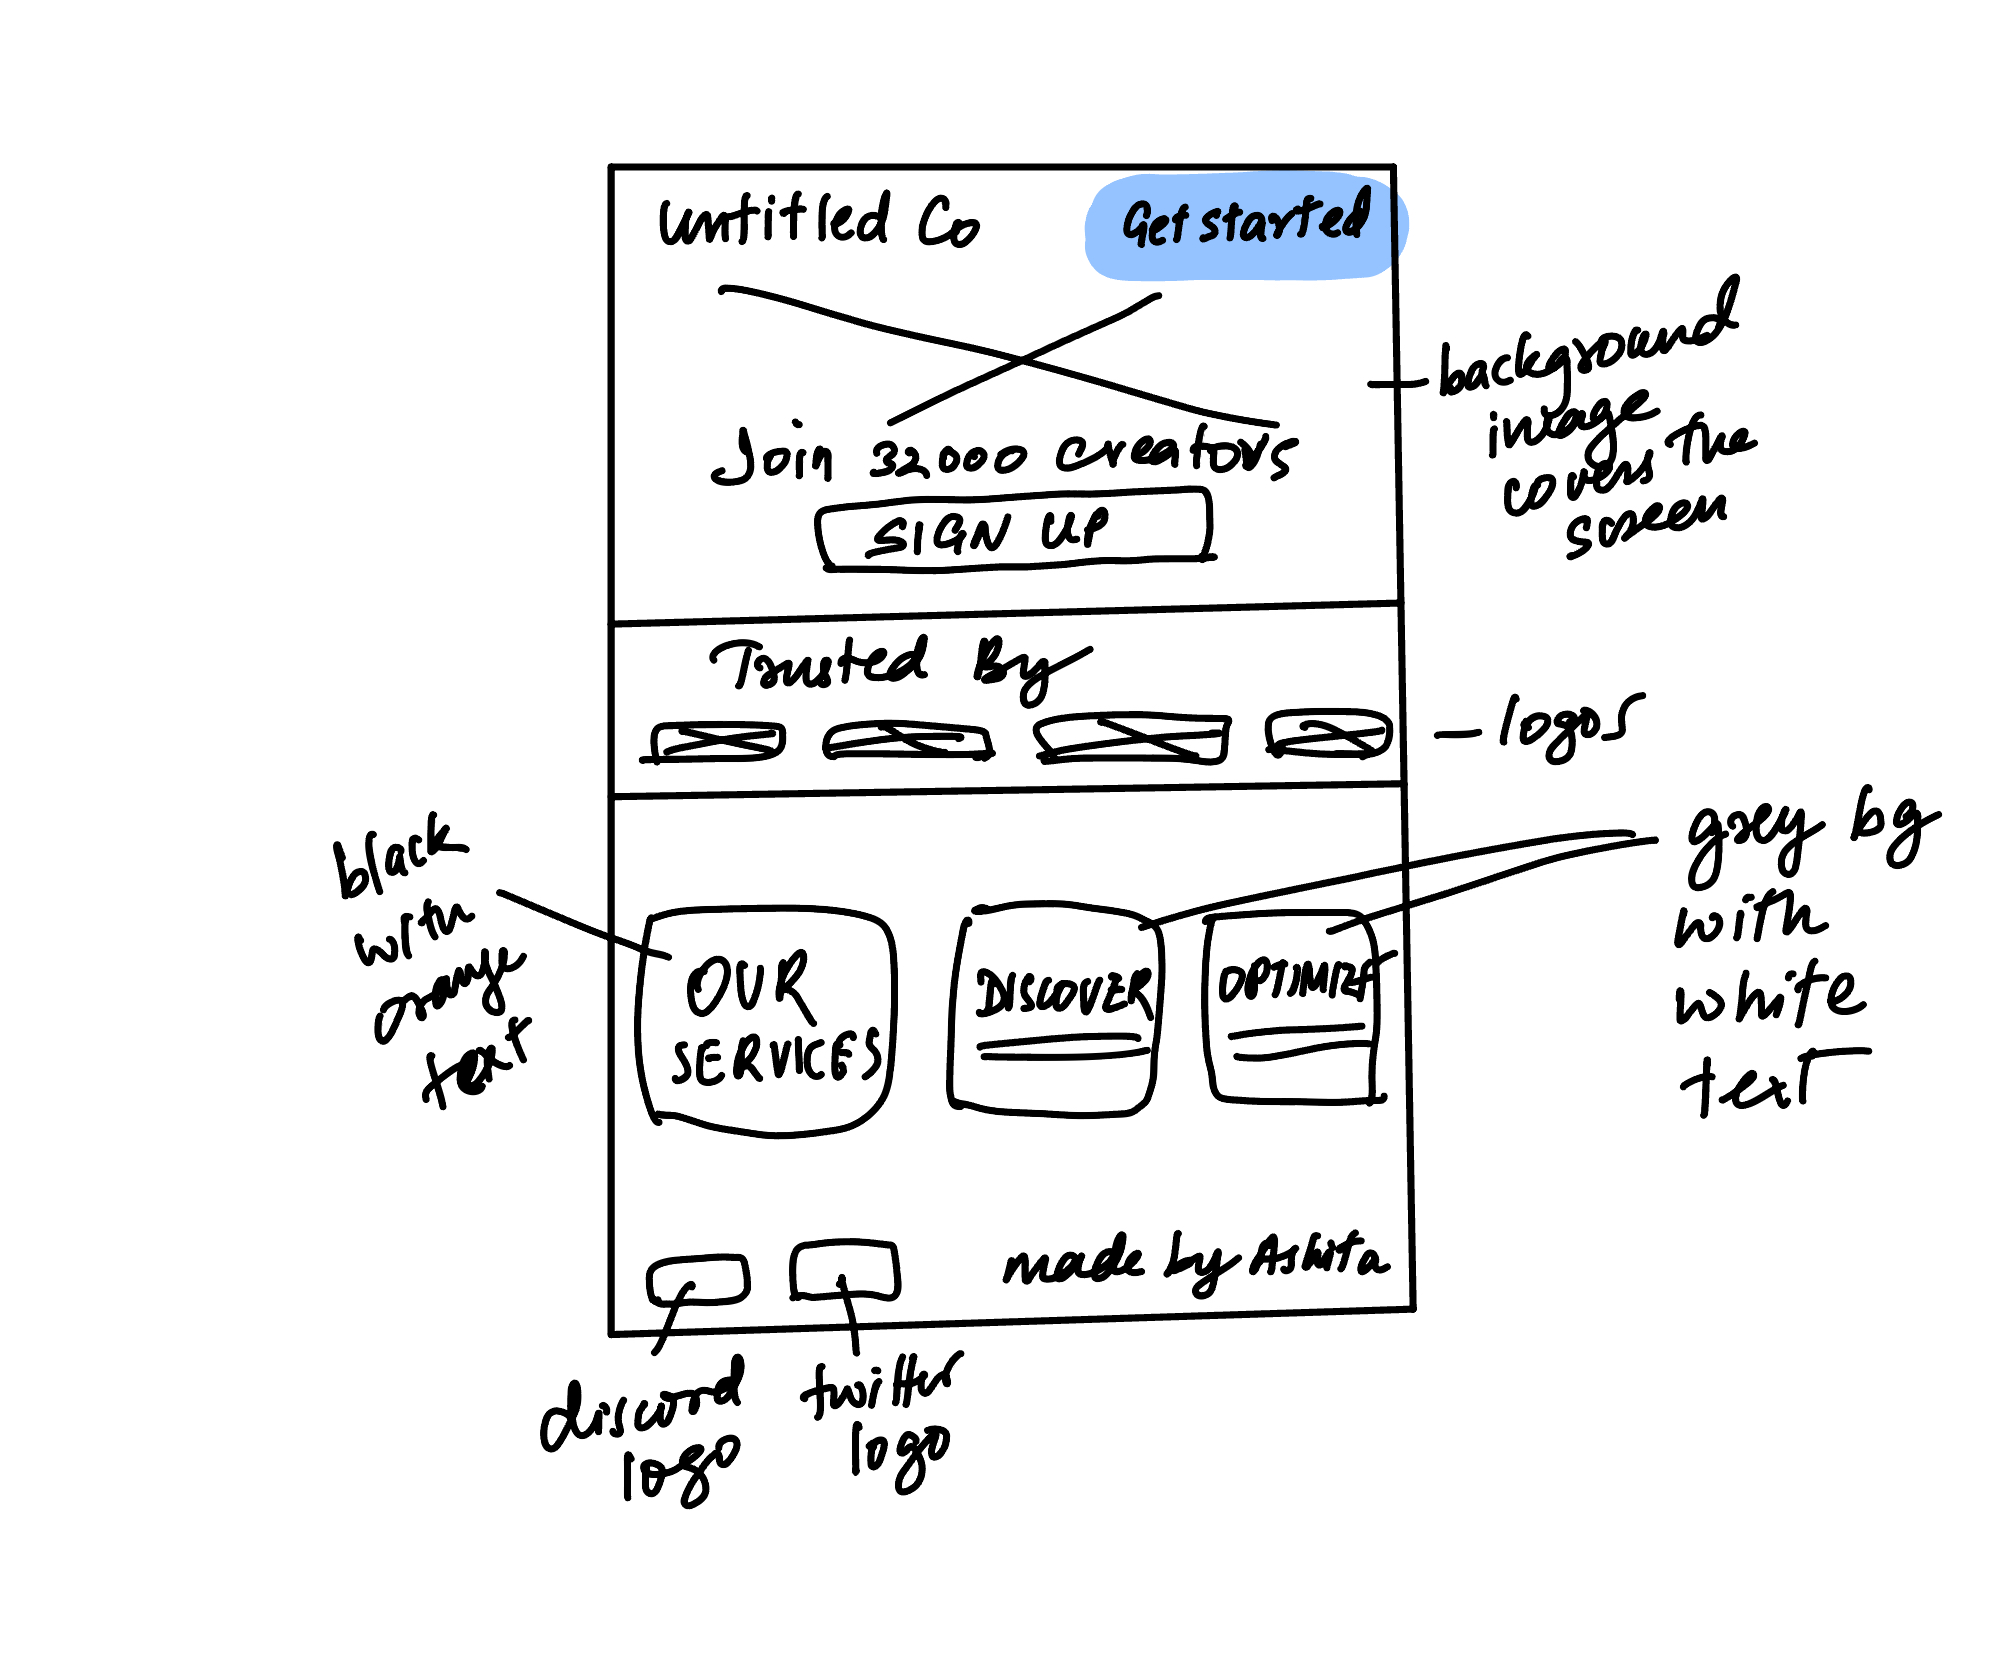 Untitled Co
Get started
background
image
covers the
screen
Join 32000 creators
SIGN UP
Trusted By
logos
black
with
orange
text
OUR
SERVICES
DISCOVER
OPTIMIZE
grey bg
with
white
text
made by Ashita
discord
logo
twitter
logo